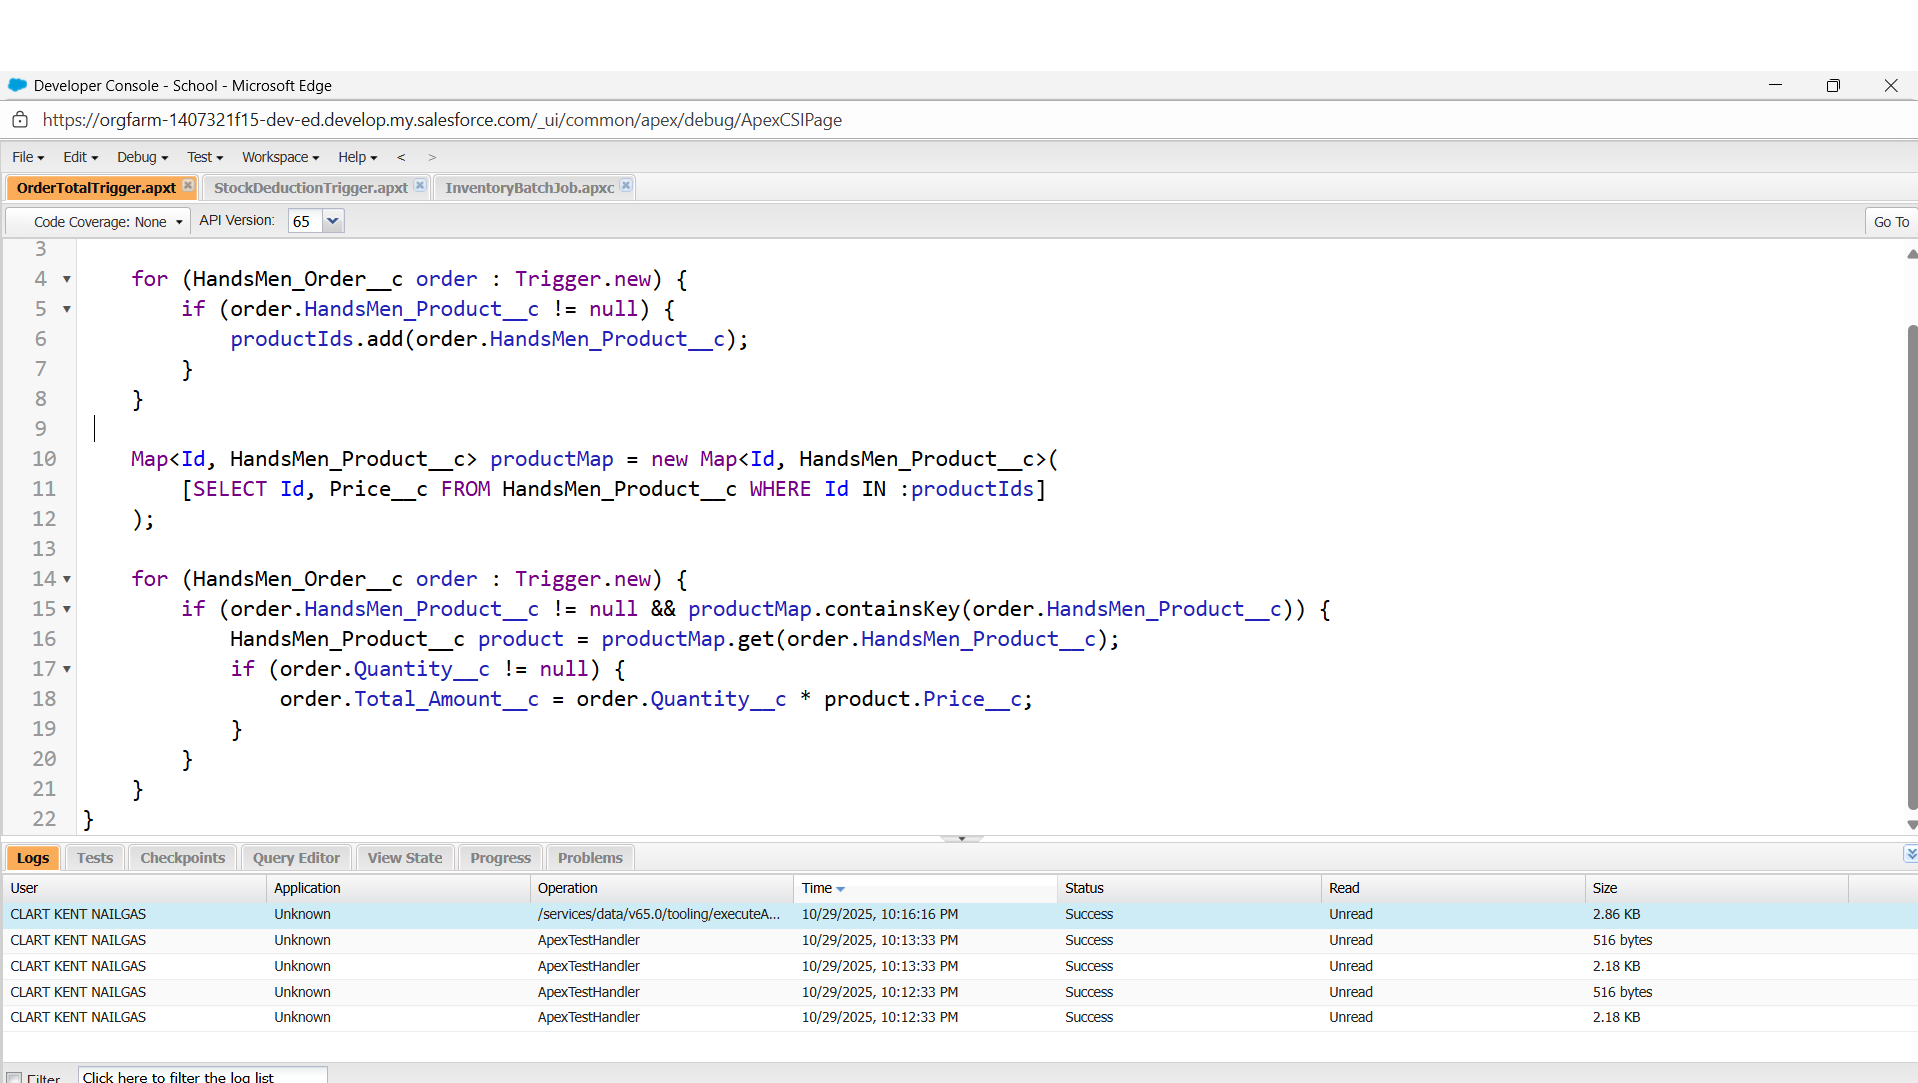 Developer Console - School - Microsoft Edge
https://orgfarm-1407321f15-dev-ed.develop.my.salesforce.com/_ui/common/apex/debug/ApexCSIPage
File Edit Debug Test Workspace Help < >
OrderTotalTrigger.apxt StockDeductionTrigger.apxt InventoryBatchJob.apxc
Code Coverage: None API Version: 65 Go To
3
4 for (HandsMen_Order__c order : Trigger.new) {
5 if (order.HandsMen_Product__c != null) {
6 productIds.add(order.HandsMen_Product__c);
7 }
8 }
9
10 Map<Id, HandsMen_Product__c> productMap = new Map<Id, HandsMen_Product__c>(
11 [SELECT Id, Price__c FROM HandsMen_Product__c WHERE Id IN :productIds]
12 );
13
14 for (HandsMen_Order__c order : Trigger.new) {
15 if (order.HandsMen_Product__c != null && productMap.containsKey(order.HandsMen_Product__c)) {
16 HandsMen_Product__c product = productMap.get(order.HandsMen_Product__c);
17 if (order.Quantity__c != null) {
18 order.Total_Amount__c = order.Quantity__c * product.Price__c;
19 }
20 }
21 }
22 }
Logs Tests Checkpoints Query Editor View State Progress Problems
User Application Operation Time Status Read Size
CLART KENT NAILGAS Unknown /services/data/v65.0/tooling/executeA... 10/29/2025, 10:16:16 PM Success Unread 2.86 KB
CLART KENT NAILGAS Unknown ApexTestHandler 10/29/2025, 10:13:33 PM Success Unread 516 bytes
CLART KENT NAILGAS Unknown ApexTestHandler 10/29/2025, 10:13:33 PM Success Unread 2.18 KB
CLART KENT NAILGAS Unknown ApexTestHandler 10/29/2025, 10:12:33 PM Success Unread 516 bytes
CLART KENT NAILGAS Unknown ApexTestHandler 10/29/2025, 10:12:33 PM Success Unread 2.18 KB
Filter Click here to filter the log list